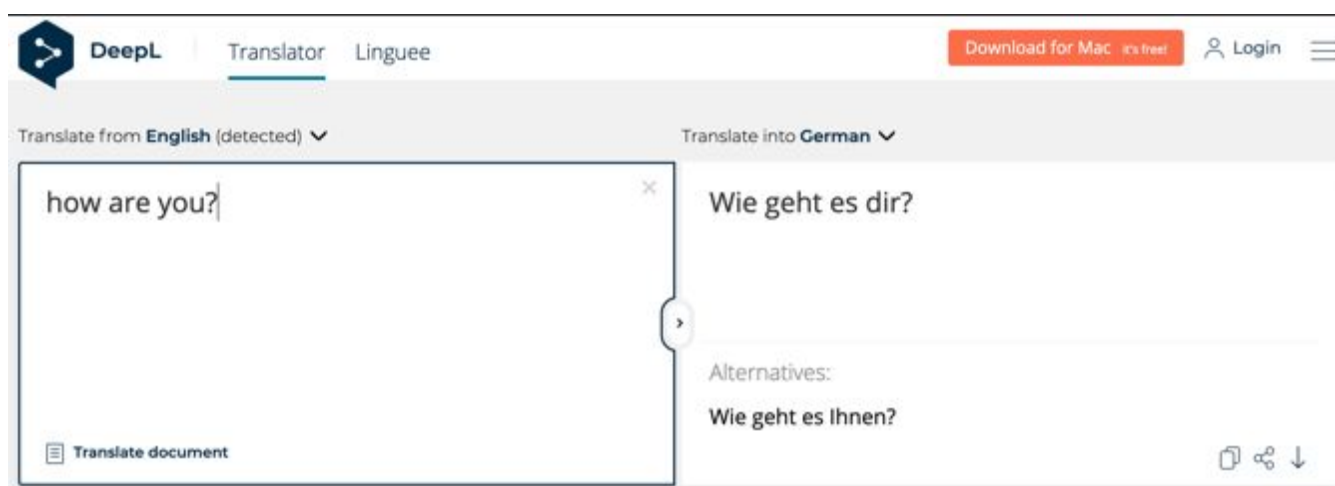 DeepL Translator Linguee Download for Mac it's free! Login
Translate from English (detected) Translate into German
how are you? Wie geht es dir?
Alternatives:
Wie geht es Ihnen?
Translate document